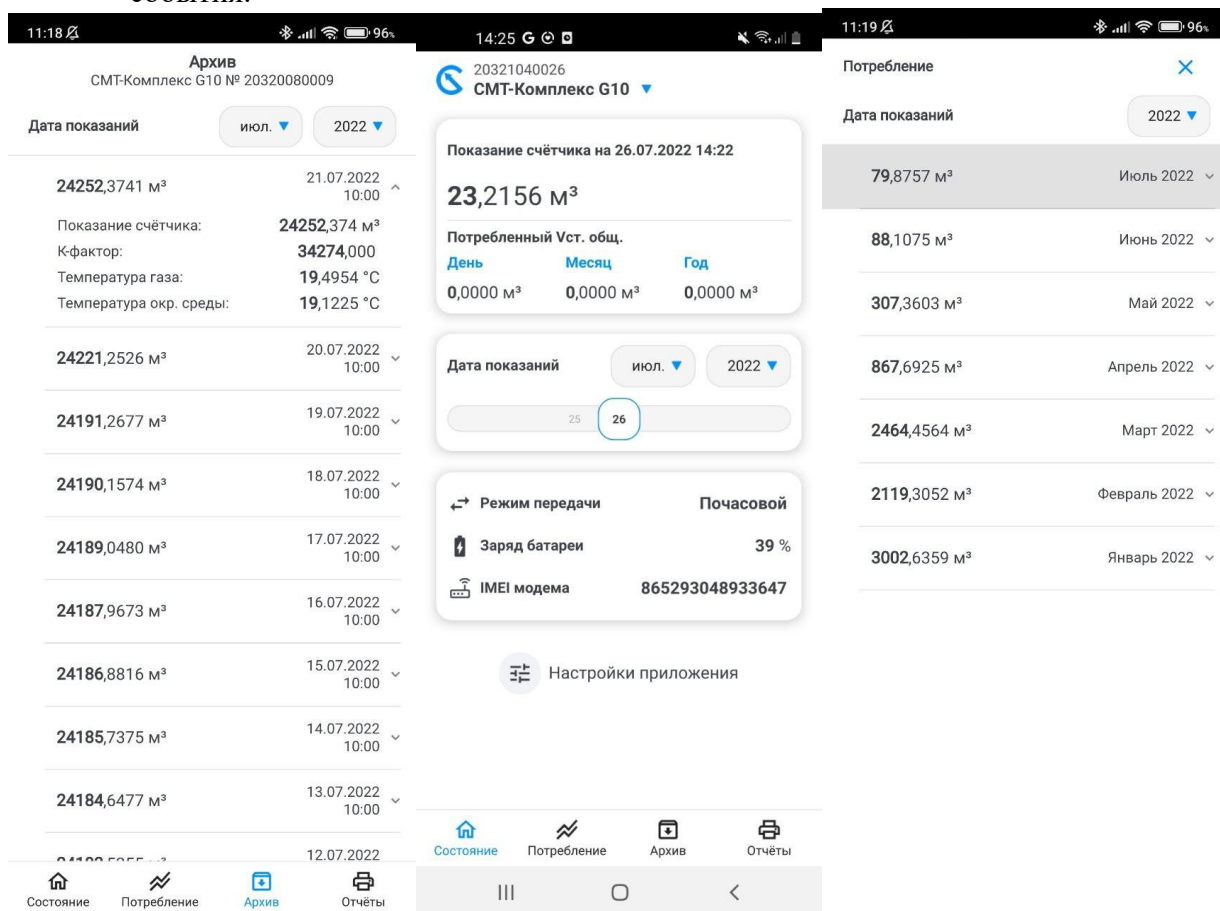 события.
11:18 96%
Архив
СМТ-Комплекс G10 № 20320080009
Дата показаний июл. 2022
24252,3741 м³ 21.07.2022
10:00
Показание счётчика: 24252,374 м³
К-фактор: 34274,000
Температура газа: 19,4954 °C
Температура окр. среды: 19,1225 °C
24221,2526 м³ 20.07.2022
10:00
24191,2677 м³ 19.07.2022
10:00
24190,1574 м³ 18.07.2022
10:00
24189,0480 м³ 17.07.2022
10:00
24187,9673 м³ 16.07.2022
10:00
24186,8816 м³ 15.07.2022
10:00
24185,7375 м³ 14.07.2022
10:00
24184,6477 м³ 13.07.2022
10:00
12.07.2022
Состояние Потребление Архив Отчёты
14:25 G
20321040026
СМТ-Комплекс G10
Показание счётчика на 26.07.2022 14:22
23,2156 м³
Потребленный Vст. общ.
День Месяц Год
0,0000 м³ 0,0000 м³ 0,0000 м³
Дата показаний июл. 2022
25 26
Режим передачи Почасовой
Заряд батареи 39 %
IMEI модема 865293048933647
Настройки приложения
Состояние Потребление Архив Отчёты
11:19 96%
Потребление
Дата показаний 2022
79,8757 м³ Июль 2022
88,1075 м³ Июнь 2022
307,3603 м³ Май 2022
867,6925 м³ Апрель 2022
2464,4564 м³ Март 2022
2119,3052 м³ Февраль 2022
3002,6359 м³ Январь 2022